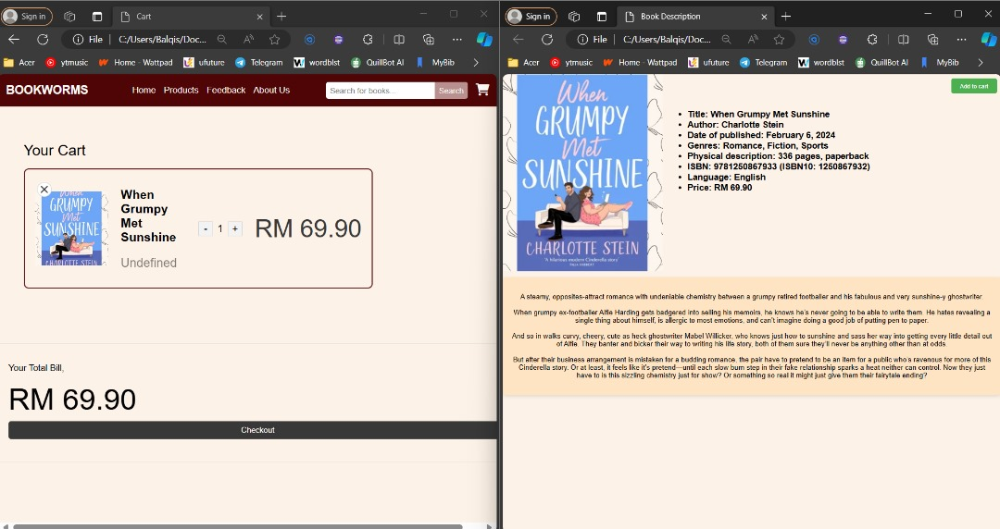 Sign in
Cart
File
C:/Users/Balqis/Doc...
Acer
ytmusic
Home - Wattpad
ufuture
Telegram
wordblst
QuillBot AI
MyBib
BOOKWORMS
Home Products Feedback About Us
Search for books...
Search
Your Cart
GRUMPY
Met
SUNSHINE
CHARLOTTE STEIN
When
Grumpy
Met
Sunshine
- 1 +
RM 69.90
Undefined
Your Total Bill,
RM 69.90
Checkout
Sign in
Book Description
File
C:/Users/Balqis/Doc...
Acer
ytmusic
Home - Wattpad
ufuture
Telegram
wordblst
QuillBot AI
MyBib
When
GRUMPY
Met
SUNSHINE
CHARLOTTE STEIN
'A hilarious modern Cinderella story'
Add to cart
Title: When Grumpy Met Sunshine
Author: Charlotte Stein
Date of published: February 6, 2024
Genres: Romance, Fiction, Sports
Physical description: 336 pages, paperback
ISBN: 9781250867933 (ISBN10: 1250867932)
Language: English
Price: RM 69.90
A steamy, opposites-attract romance with undeniable chemistry between a grumpy retired footballer and his fabulous and very sunshine-y ghostwriter.
When grumpy ex-footballer Alfie Harding gets badgered into selling his memoirs, he knows he's never going to be able to write them. He hates revealing a
single thing about himself, is allergic to most emotions, and can't imagine doing a good job of putting pen to paper.
And so in walks curvy, cheery, cute as heck ghostwriter Mabel Willicker, who knows just how to sunshine and sass her way into getting every little detail out
of Alfie. They banter and bicker their way to writing his life story, both of them sure they'll never be anything other than at odds.
But after their business arrangement is mistaken for a budding romance, the pair have to pretend to be an item for a public who's ravenous for more of this
Cinderella story. Or at least, it feels like it's pretend—until each slow burn step in their fake relationship sparks a heat neither can control. Now they just
have to is this sizzling chemistry just for show? Or something so real it might just give them their fairytale ending?